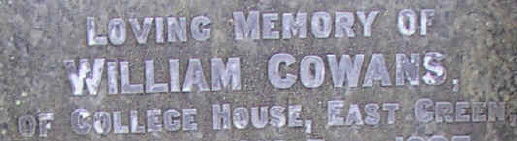 LOVING MEMORY OF
WILLIAM COWANS,
OF COLLEGE HOUSE, EAST GREEN,